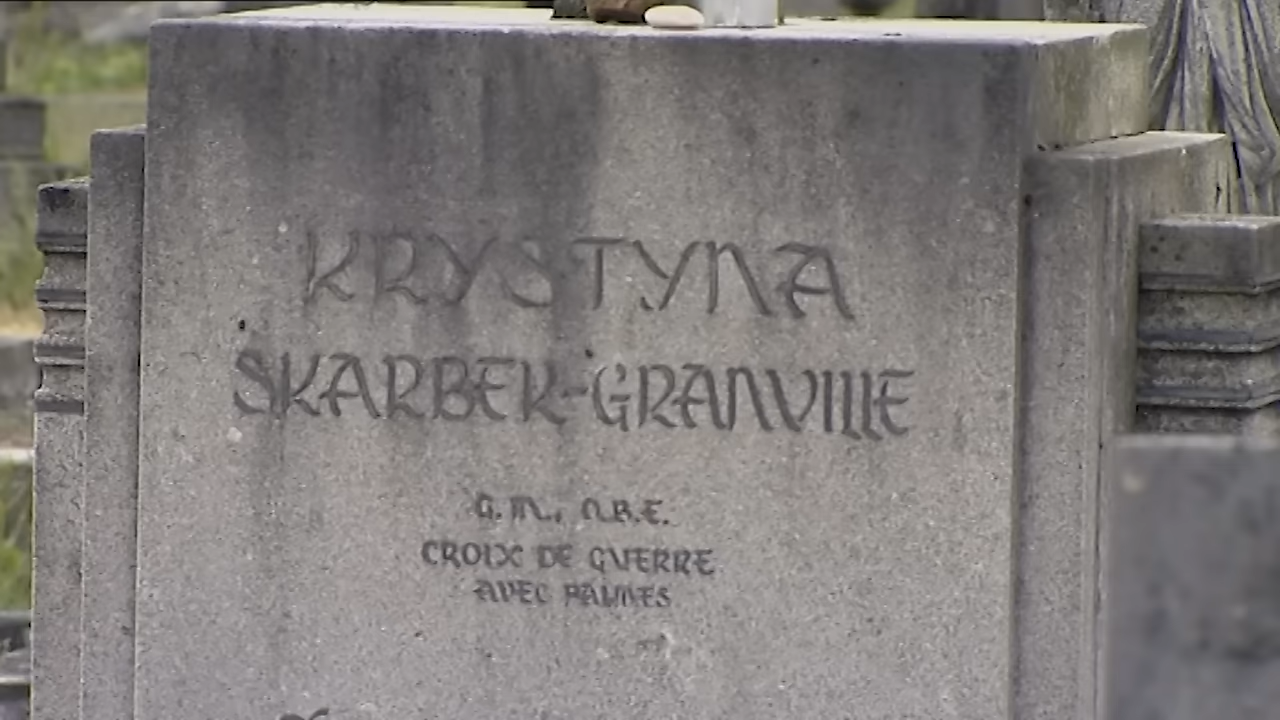 KRYSTYNA
SKARBEK-GRANVILLE
G.M., O.B.E.
CROIX DE GUERRE
AVEC PALMES